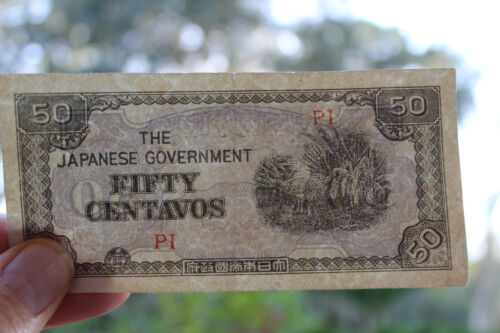 50 PI 50
THE
JAPANESE GOVERNMENT
FIFTY
CENTAVOS
PI
50
府政國帝本日大